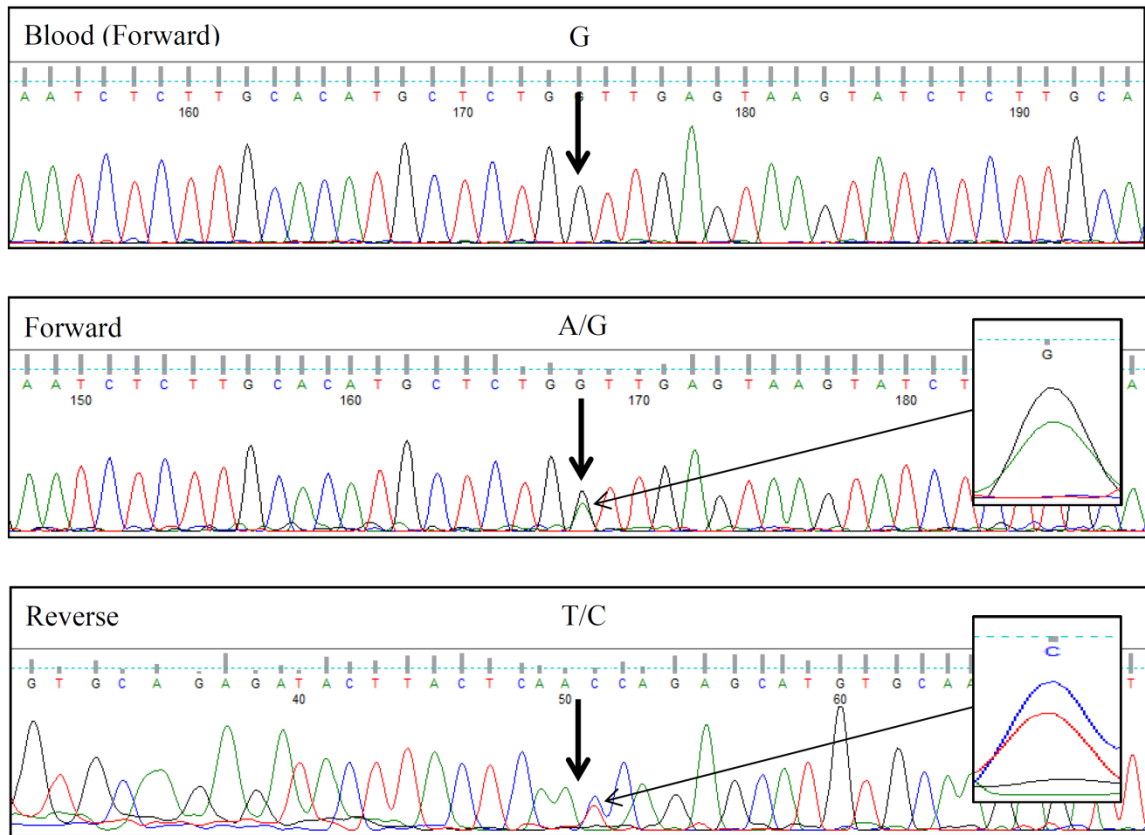 Blood (Forward) G
A A T C T C T T G C A C A T G C T C T G G T T G A G T A A G T A T C T C T T G C A
160 170 180 190
Forward A/G
G
A A T C T C T T G C A C A T G C T C T G G T T G A G T A A G T A T C T A
150 160 170 180
Reverse T/C
C
G T G C A G A G A T A C T T A C T C A A C C A G A G C A T G T G C A A T
40 50 60